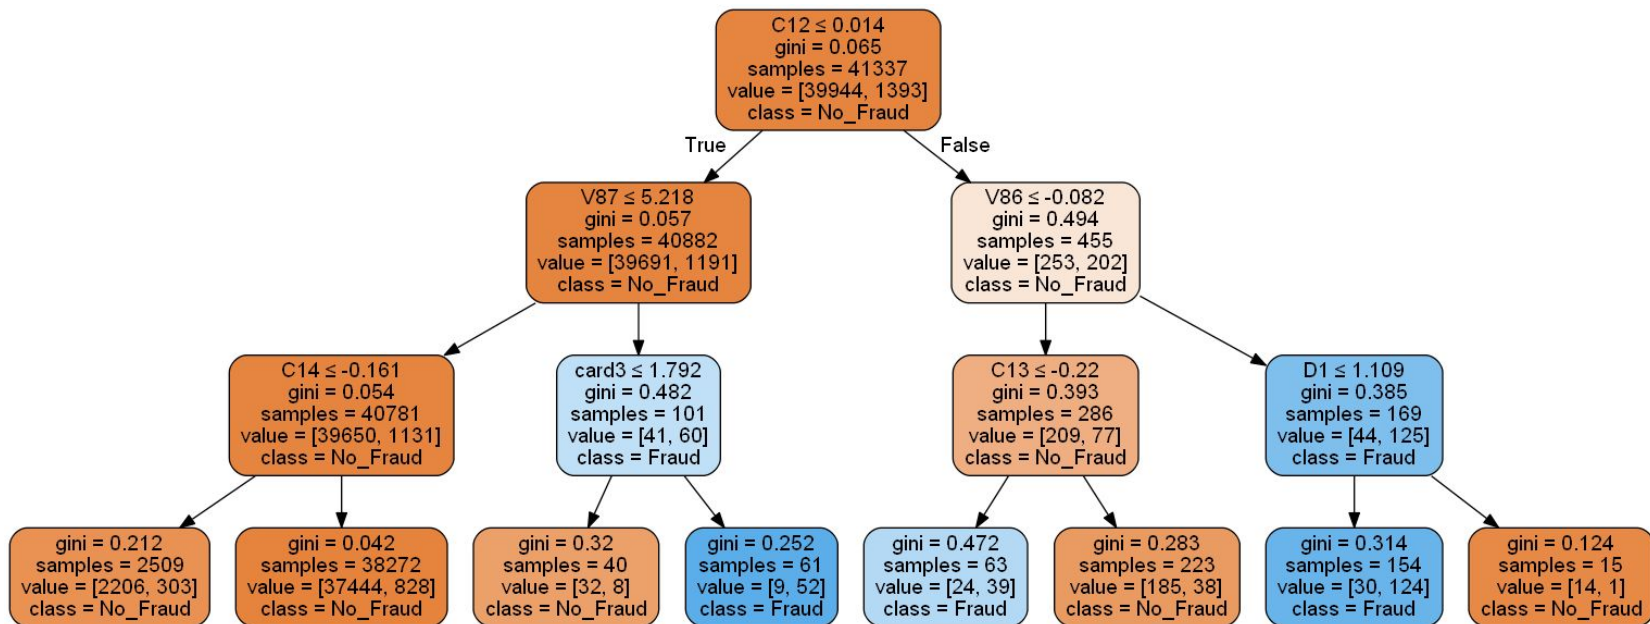 C12 ≤ 0.014
gini = 0.065
samples = 41337
value = [39944, 1393]
class = No_Fraud
True
False
V87 ≤ 5.218
gini = 0.057
samples = 40882
value = [39691, 1191]
class = No_Fraud
V86 ≤ -0.082
gini = 0.494
samples = 455
value = [253, 202]
class = No_Fraud
C14 ≤ -0.161
gini = 0.054
samples = 40781
value = [39650, 1131]
class = No_Fraud
card3 ≤ 1.792
gini = 0.482
samples = 101
value = [41, 60]
class = Fraud
C13 ≤ -0.22
gini = 0.393
samples = 286
value = [209, 77]
class = No_Fraud
D1 ≤ 1.109
gini = 0.385
samples = 169
value = [44, 125]
class = Fraud
gini = 0.212
samples = 2509
value = [2206, 303]
class = No_Fraud
gini = 0.042
samples = 38272
value = [37444, 828]
class = No_Fraud
gini = 0.32
samples = 40
value = [32, 8]
class = No_Fraud
gini = 0.252
samples = 61
value = [9, 52]
class = Fraud
gini = 0.472
samples = 63
value = [24, 39]
class = Fraud
gini = 0.283
samples = 223
value = [185, 38]
class = No_Fraud
gini = 0.314
samples = 154
value = [30, 124]
class = Fraud
gini = 0.124
samples = 15
value = [14, 1]
class = No_Fraud